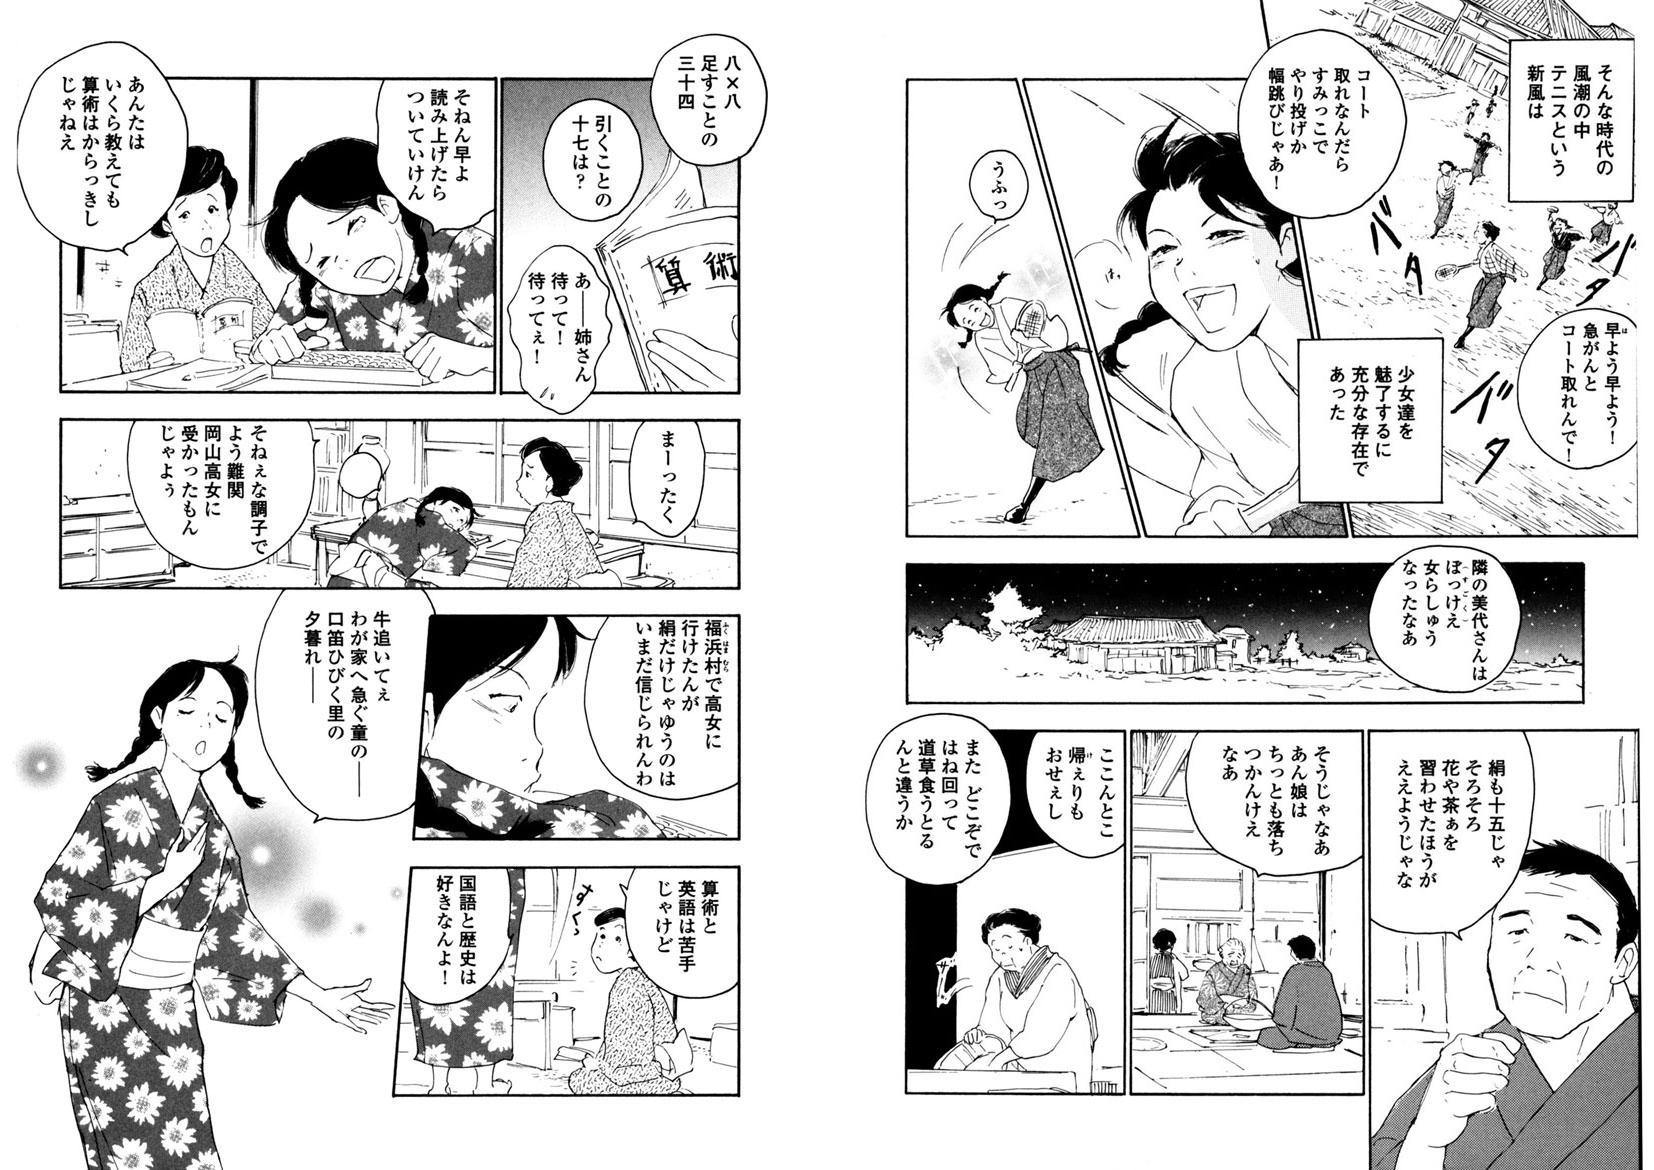 そんな時代の
風潮の中
テニスという
新風は
早よう早よう！
急がんと
コート取れんで！
バ
タ
バ
タ
バ
タ
コート
取れなんだら
すみっこで
やり投げか
幅跳びじゃあ！
少女達を
魅了するに
充分な存在で
あった
はっ
うふっ
隣の美代さんは
ぼっけえ
女らしゅう
なったなあ
絹も十五じゃ
そろそろ
花や茶ぁを
習わせたほうが
ええようじゃな
そうじゃなあ
あん娘は
ちっとも落ち
つかんけえ
なあ
ここんとこ
帰ぇりも
おせぇし
また どこぞで
はね回って
道草食うとる
んと違うか
八×八
足すことの
三十四
引くことの
十七は？
算術
あ──姉さん
待って！
待ってぇ！
そねん早よ
読み上げたら
ついていけん
あんたは
いくら教えても
算術はからっきし
じゃねえ
まーったく
そねぇな調子で
よう難関
岡山高女に
受かったもん
じゃよう
福浜村で高女に
行けたんが
絹だけじゃゆうのは
いまだ信じられんわ
牛追いてぇ
わが家へ急ぐ童の──
口笛ひびく里の
夕暮れ──
算術と
英語は苦手
じゃけど
すく〜
国語と歴史は
好きなんよ！